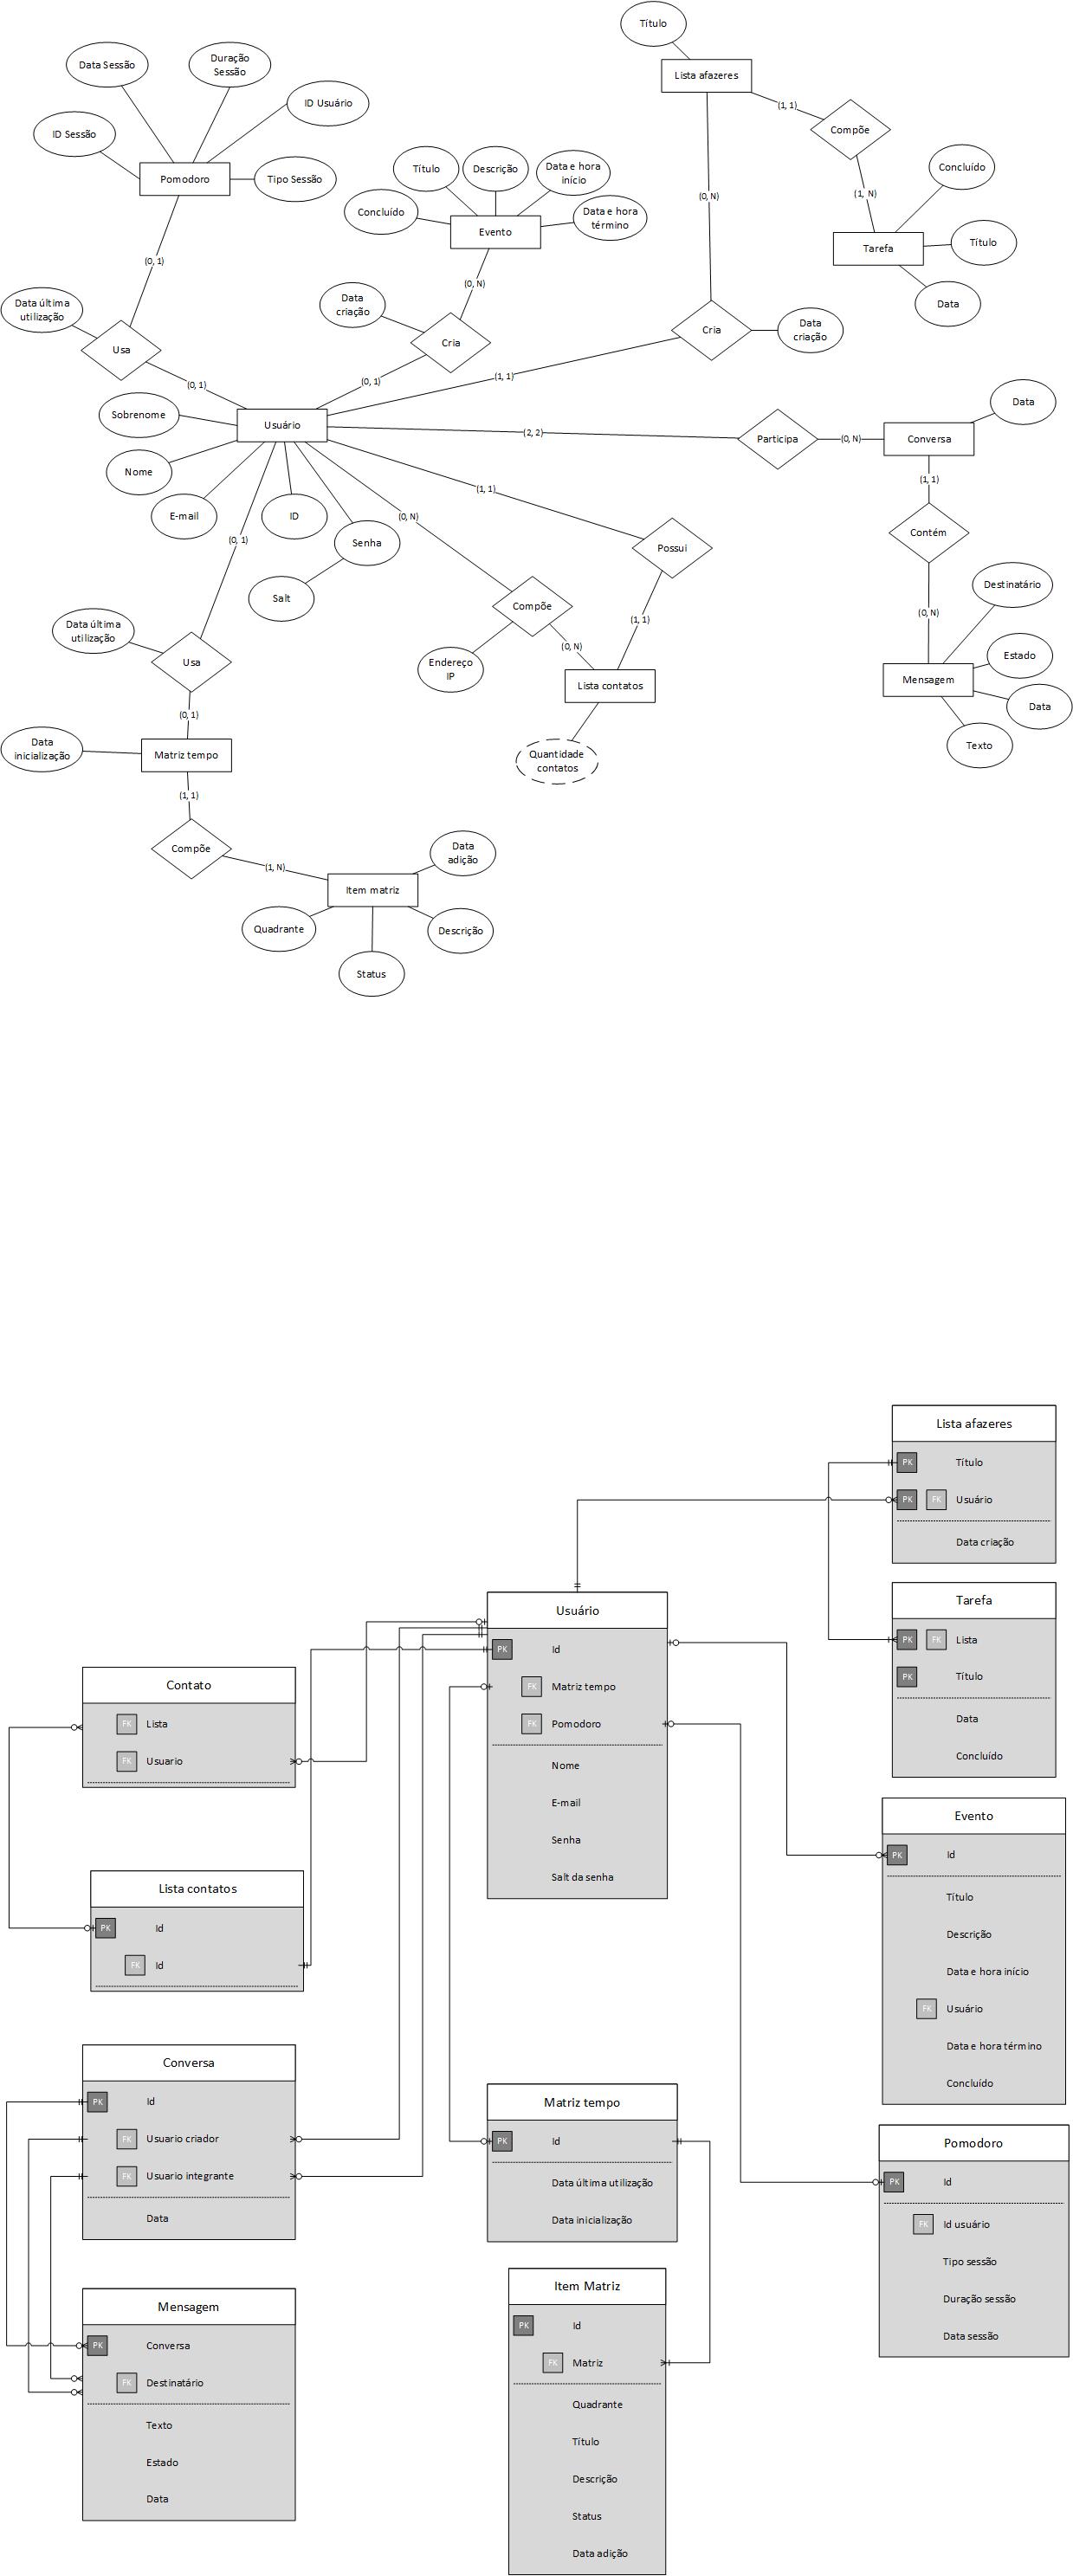 Título
Lista afazeres
(1, 1)
Compõe
(1, N)
Concluído
Tarefa
Título
Data
(0, N)
Cria
Data
criação
(1, 1)
Data Sessão
Duração
Sessão
ID Usuário
ID Sessão
Pomodoro
Tipo Sessão
(0, 1)
Data última
utilização
Usa
(0, 1)
Título
Descrição
Data e hora
início
Concluído
Evento
Data e hora
término
(0, N)
Data
criação
Cria
(0, 1)
Sobrenome
Usuário
Nome
E-mail
ID
Senha
Salt
(2, 2)
Participa
(0, N)
Conversa
Data
(1, 1)
Contém
(0, N)
Destinatário
Estado
Mensagem
Data
Texto
(1, 1)
Possui
(1, 1)
(0, N)
Compõe
Endereço
IP
(0, N)
Lista contatos
Quantidade
contatos
(0, 1)
Data última
utilização
Usa
(0, 1)
Data
inicialização
Matriz tempo
(1, 1)
Compõe
(1, N)
Data
adição
Item matriz
Quadrante
Descrição
Status
Lista afazeres
PK Título
PK FK Usuário
Data criação
Tarefa
PK FK Lista
PK Título
Data
Concluído
Usuário
PK Id
FK Matriz tempo
FK Pomodoro
Nome
E-mail
Senha
Salt da senha
Contato
FK Lista
FK Usuario
Lista contatos
PK Id
FK Id
Evento
PK Id
Título
Descrição
Data e hora início
FK Usuário
Data e hora término
Concluído
Conversa
PK Id
FK Usuario criador
FK Usuario integrante
Data
Matriz tempo
PK Id
Data última utilização
Data inicialização
Pomodoro
PK Id
FK Id usuário
Tipo sessão
Duração sessão
Data sessão
Mensagem
PK Conversa
FK Destinatário
Texto
Estado
Data
Item Matriz
PK Id
FK Matriz
Quadrante
Título
Descrição
Status
Data adição